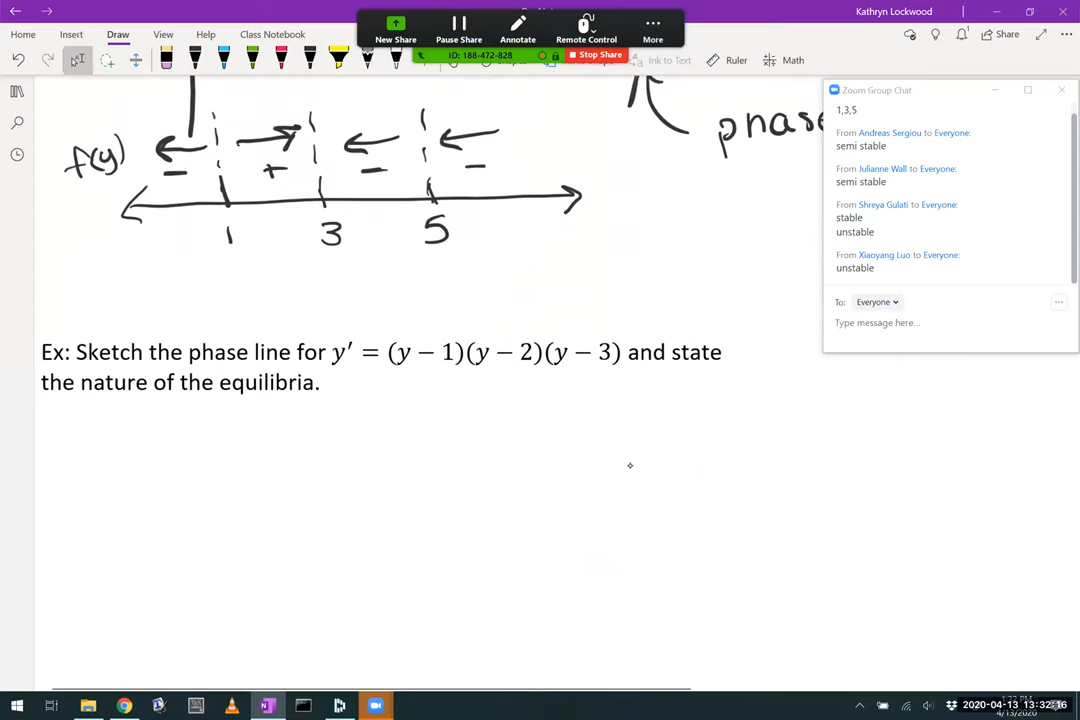 Kathryn Lockwood
Home Insert Draw View Help Class Notebook
New Share Pause Share Annotate Remote Control More
ID: 188-472-828 Stop Share
Share
Ink to Text Ruler Math
Zoom Group Chat
1,3,5
From Andreas Sergiou to Everyone:
semi stable
From Julianne Wall to Everyone:
semi stable
From Shreya Gulati to Everyone:
stable
unstable
From Xiaoyang Luo to Everyone:
unstable
To: Everyone
Type message here...
phase
f(y)
− + − −
1 3 5
Ex: Sketch the phase line for y′ = (y − 1)(y − 2)(y − 3) and state
the nature of the equilibria.
2020-04-13 13:32:16
4/13/2020